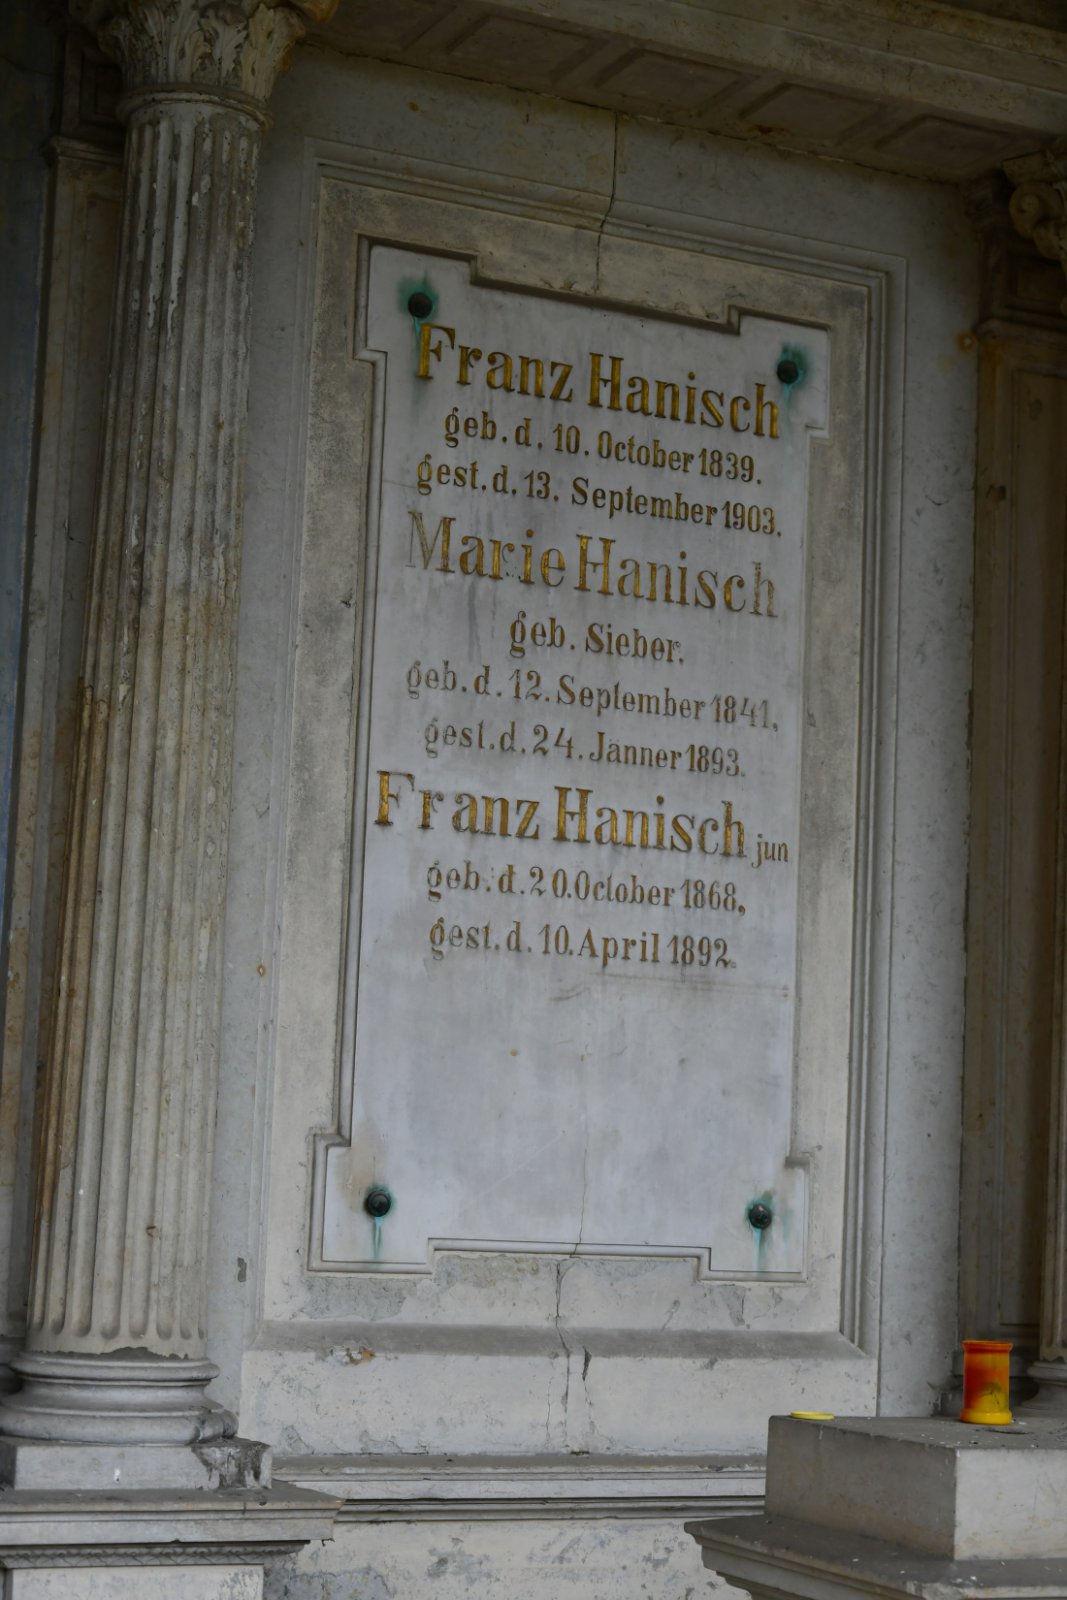 Franz Hanisch
geb. d. 10. October 1839.
gest. d. 13. September 1903.
Marie Hanisch
geb. Sieber.
geb. d. 12. September 1841,
gest. d. 24. Jänner 1893.
Franz Hanisch jun
geb. d. 20. October 1868,
gest. d. 10. April 1892.